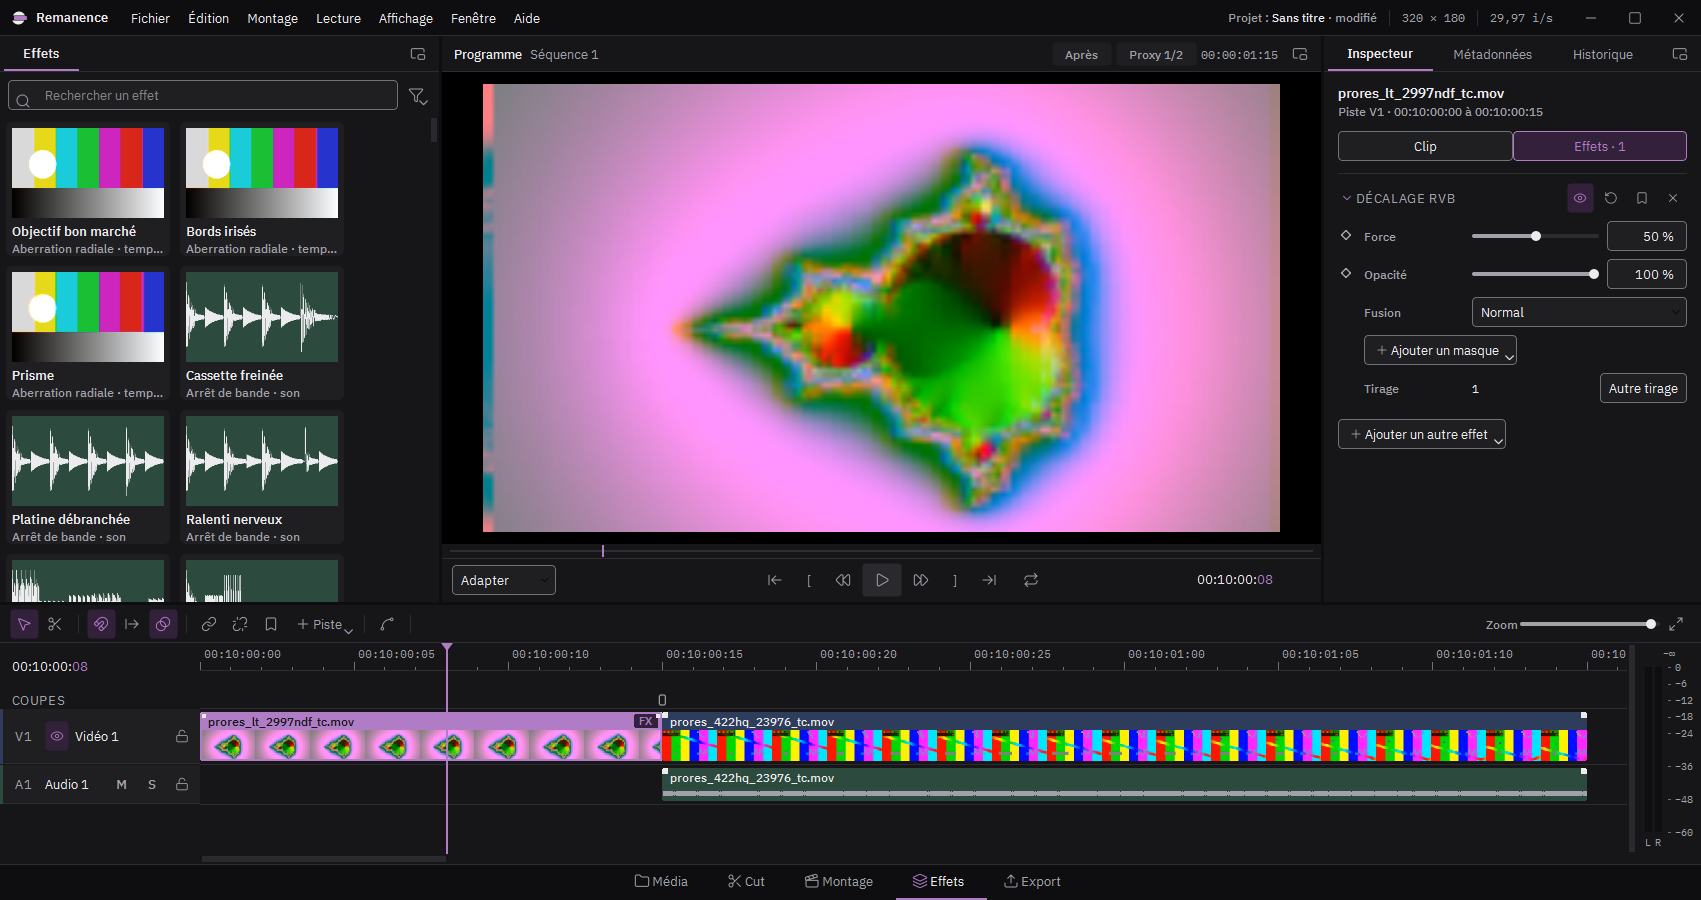 Remanence Fichier Édition Montage Lecture Affichage Fenêtre Aide Projet : Sans titre · modifié 320 × 180 29,97 i/s
Effets
Rechercher un effet
Objectif bon marché
Aberration radiale · temp...
Bords irisés
Aberration radiale · temp...
Prisme
Aberration radiale · temp...
Cassette freinée
Arrêt de bande · son
Platine débranchée
Arrêt de bande · son
Ralenti nerveux
Arrêt de bande · son
Programme Séquence 1 Après Proxy 1/2 00:00:01:15
Adapter [ ] 00:10:00:08
Inspecteur Métadonnées Historique
prores_lt_2997ndf_tc.mov
Piste V1 · 00:10:00:00 à 00:10:00:15
Clip Effets · 1
DÉCALAGE RVB
Force 50 %
Opacité 100 %
Fusion Normal
+ Ajouter un masque
Tirage 1 Autre tirage
+ Ajouter un autre effet
+ Piste Zoom
00:10:00:08 00:10:00:00 00:10:00:05 00:10:00:10 00:10:00:15 00:10:00:20 00:10:00:25 00:10:01:00 00:10:01:05 00:10:01:10 00:10
COUPES
V1 Vidéo 1 prores_lt_2997ndf_tc.mov FX prores_422hq_23976_tc.mov
A1 Audio 1 M S prores_422hq_23976_tc.mov
-∞
-0
-6
-12
-18
-24
-36
-48
-60
L R
Média Cut Montage Effets Export